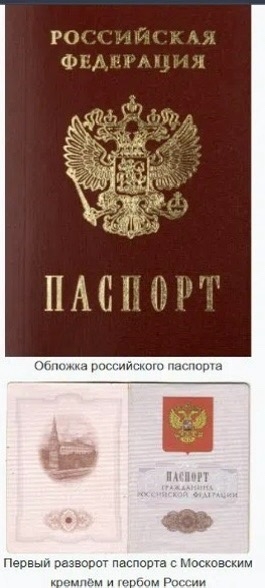 РОССИЙСКАЯ
ФЕДЕРАЦИЯ
ПАСПОРТ
Обложка российского паспорта
ПАСПОРТ
ГРАЖДАНИНА
РОССИЙСКОЙ ФЕДЕРАЦИИ
Первый разворот паспорта с Московским
кремлём и гербом России